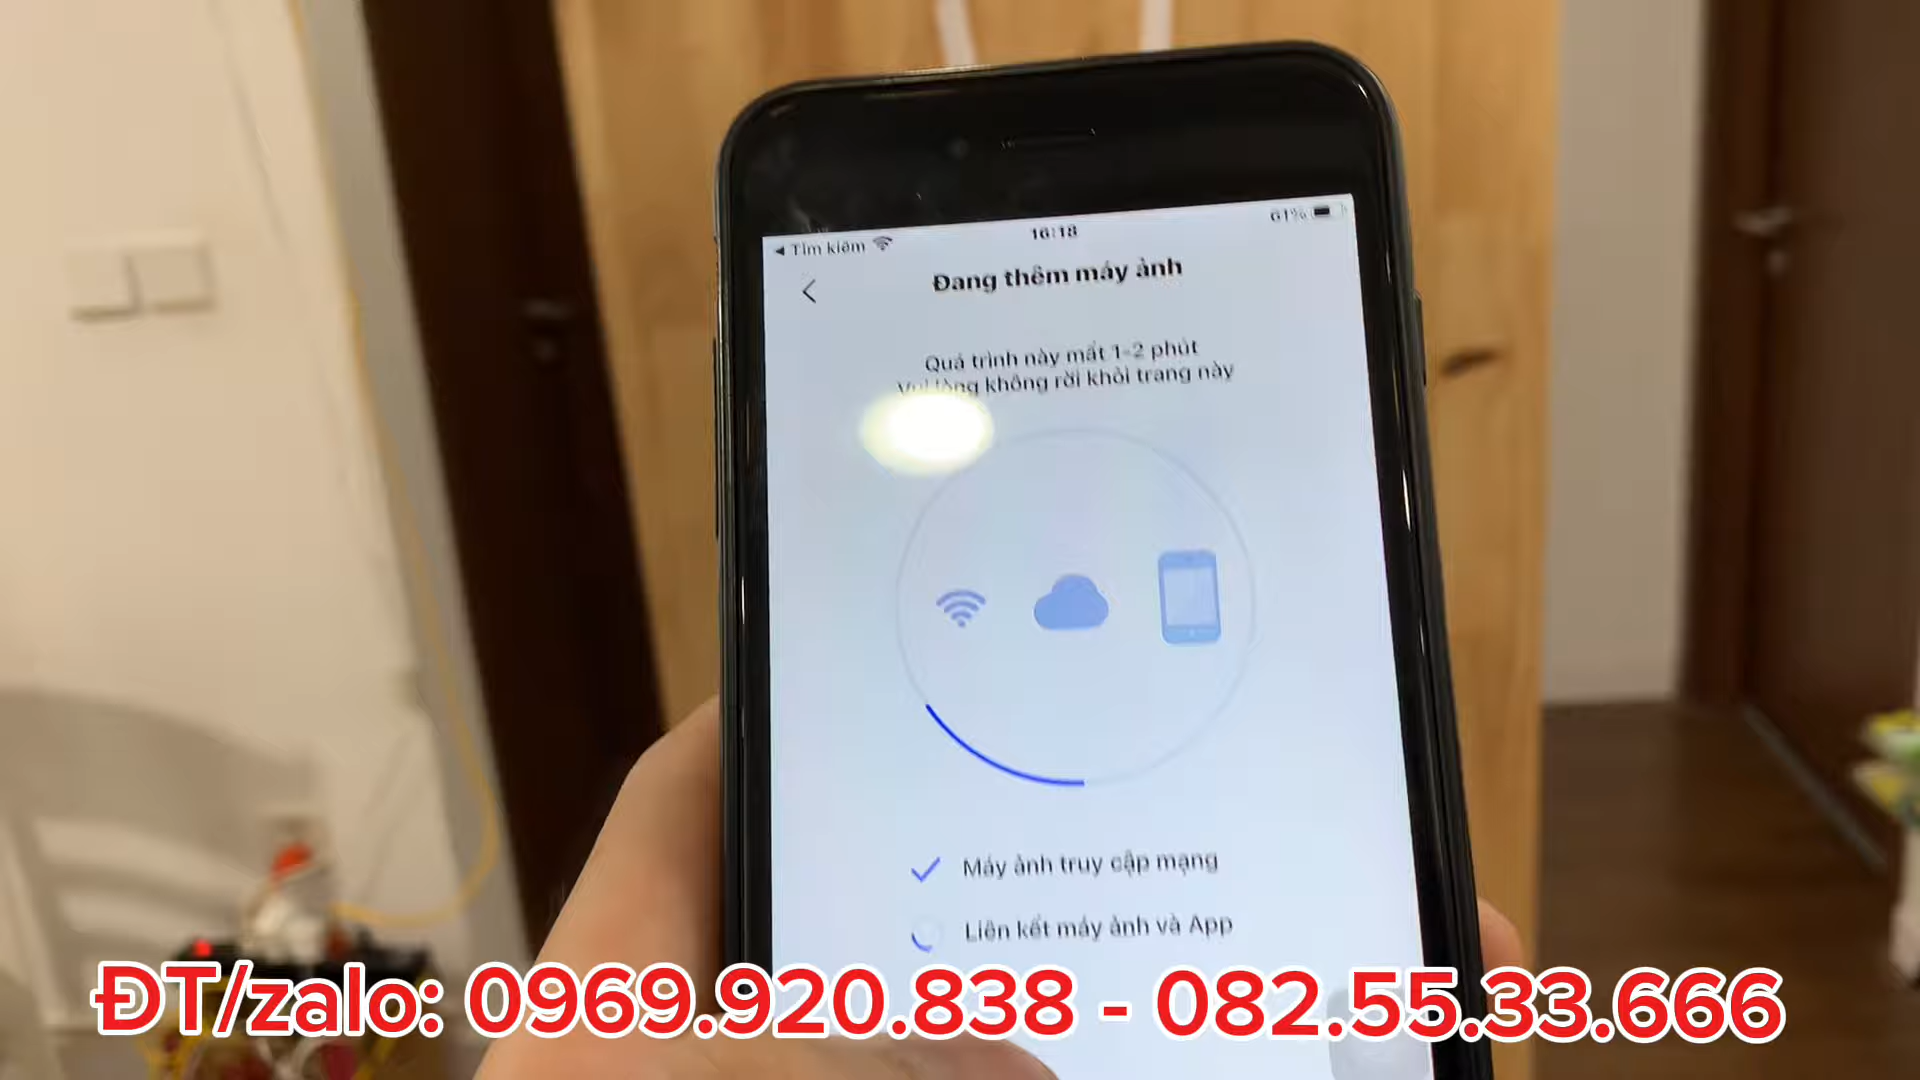 Tìm kiếm
16:18
61%
Đang thêm máy ảnh
Quá trình này mất 1-2 phút
Vui lòng không rời khỏi trang này
Máy ảnh truy cập mạng
Liên kết máy ảnh và App
ĐT/zalo: 0969.920.838 - 082.55.33.666